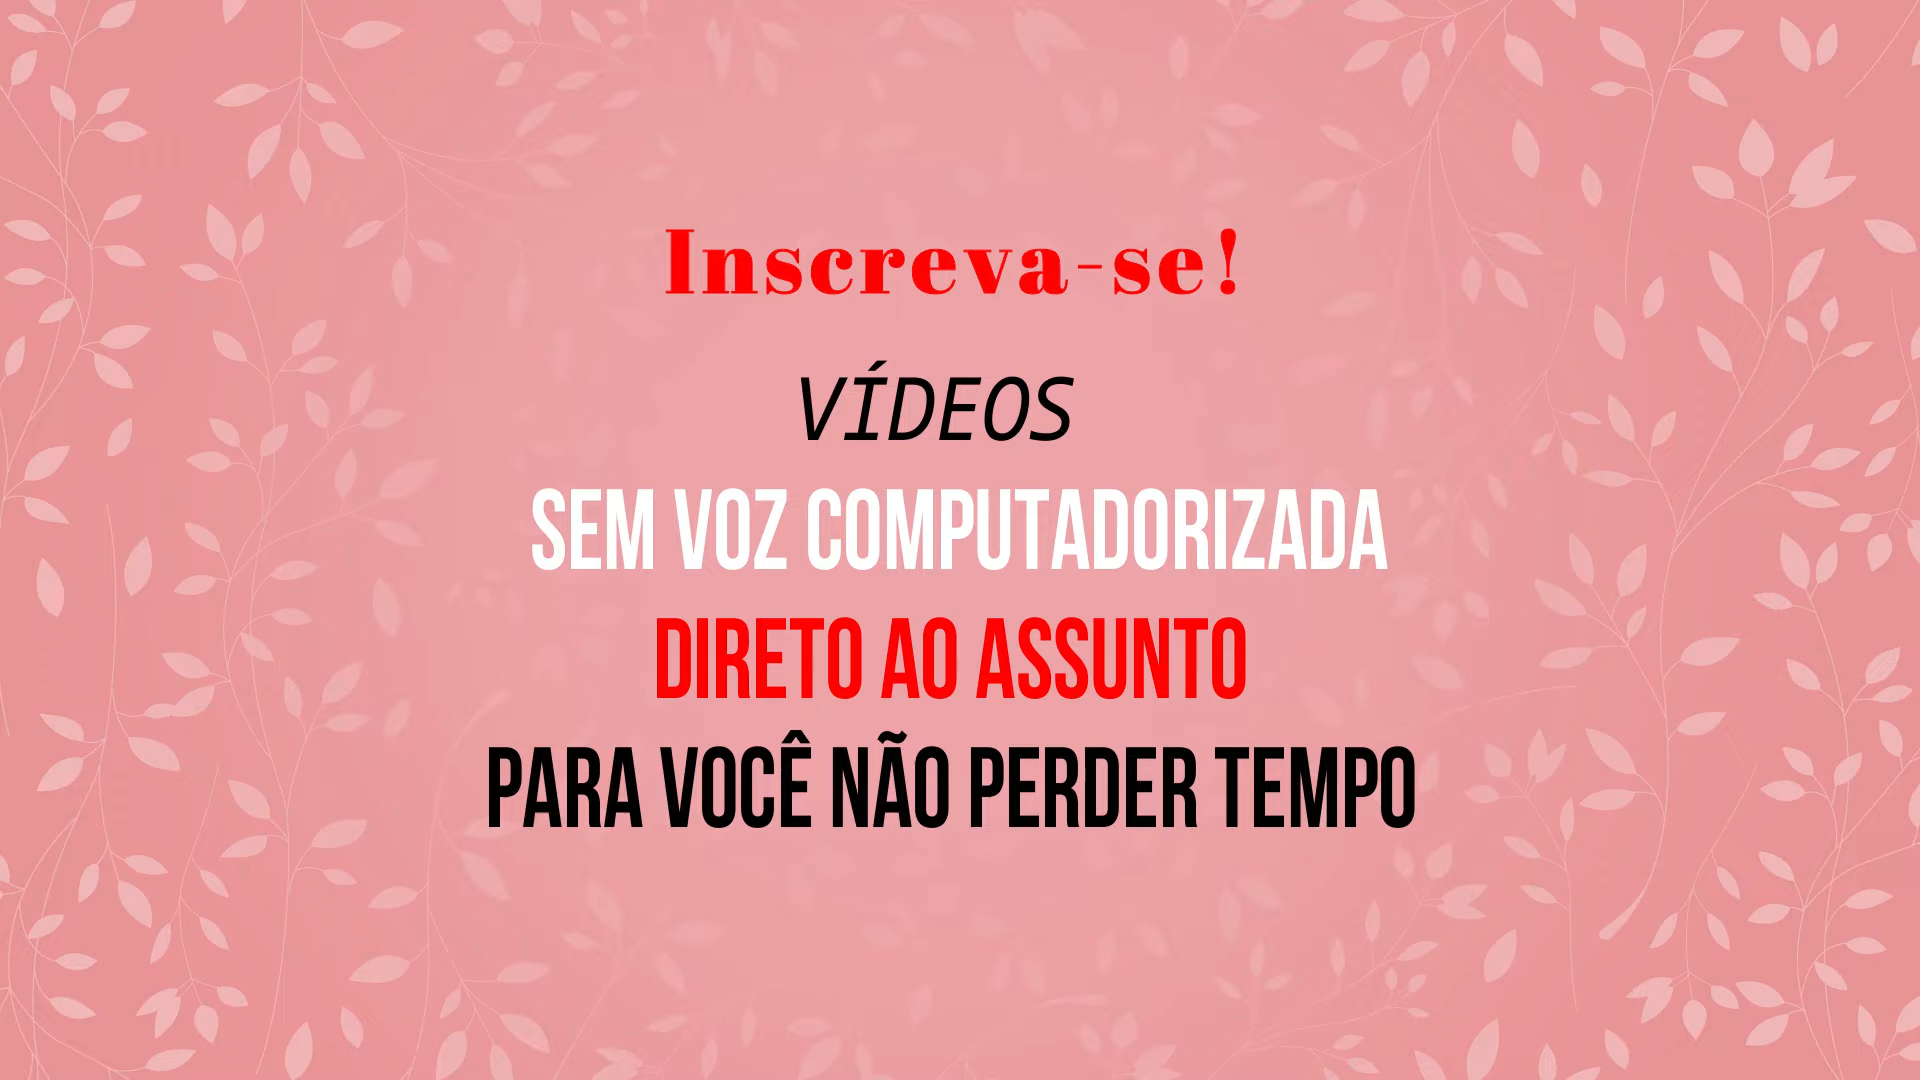 Inscreva-se!
VÍDEOS
SEM VOZ COMPUTADORIZADA
DIRETO AO ASSUNTO
PARA VOCÊ NÃO PERDER TEMPO